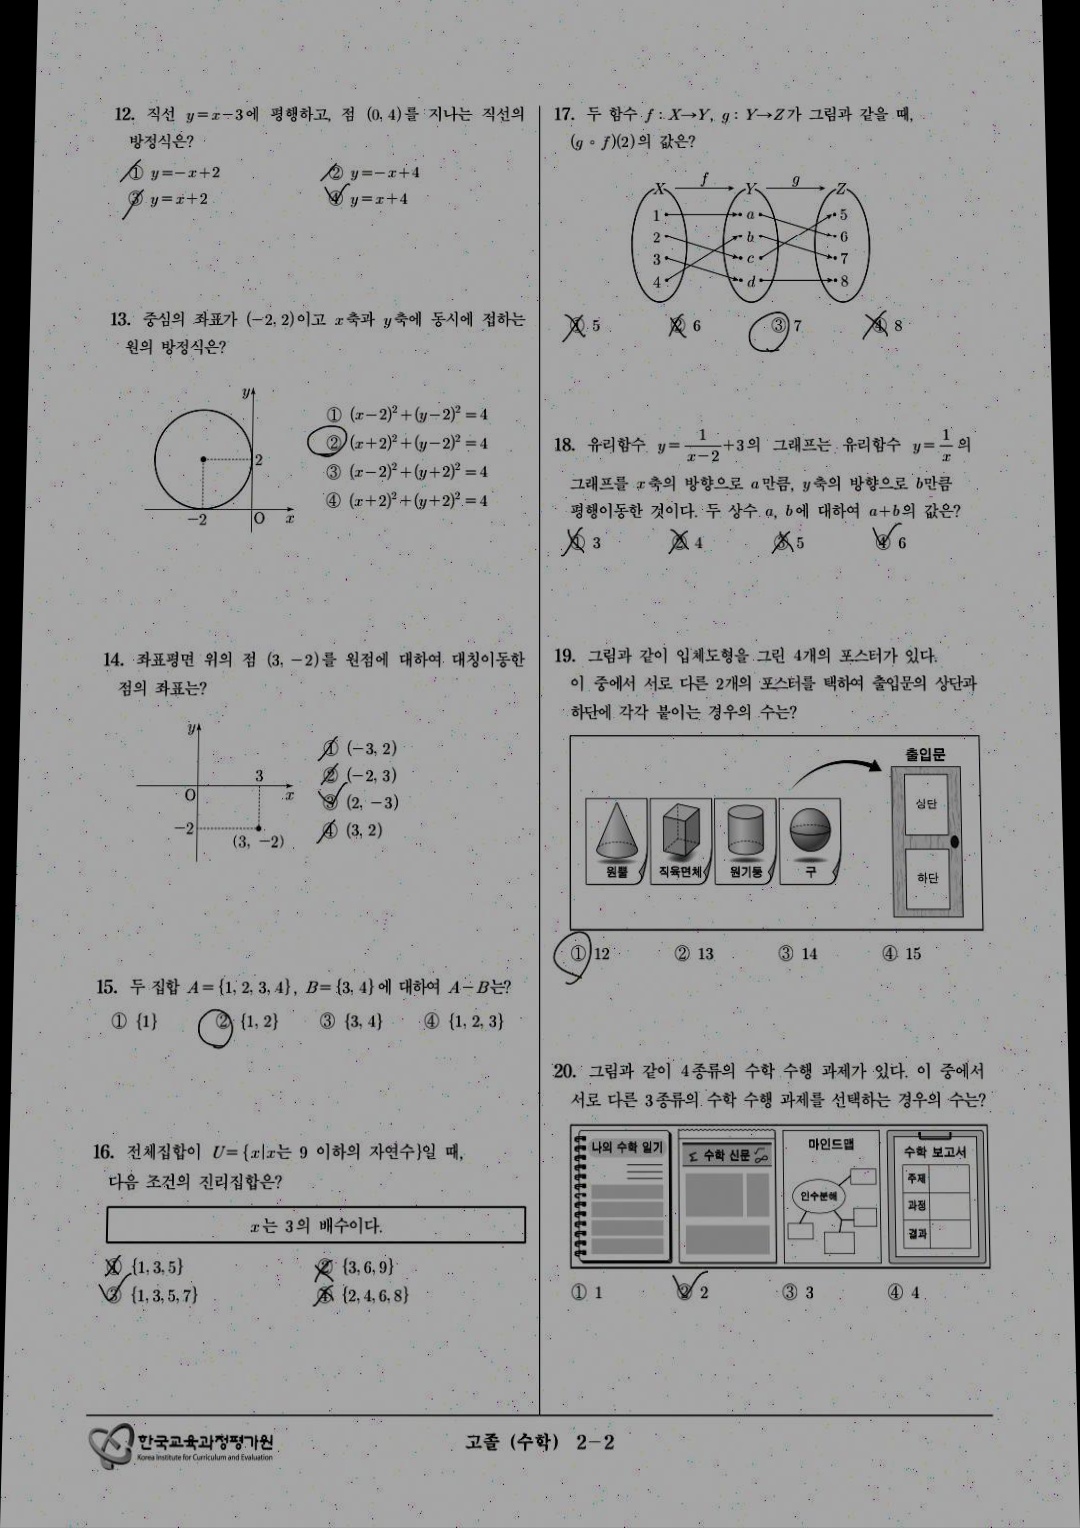 12. 직선 y=x-3에 평행하고, 점 (0, 4)를 지나는 직선의
방정식은?
① y=-x+2 ② y=-x+4
③ y=x+2 ④ y=x+4
13. 중심의 좌표가 (-2, 2)이고 x축과 y축에 동시에 접하는
원의 방정식은?
y
2
-2 O x
① (x-2)²+(y-2)²=4
② (x+2)²+(y-2)²=4
③ (x-2)²+(y+2)²=4
④ (x+2)²+(y+2)²=4
14. 좌표평면 위의 점 (3, -2)를 원점에 대하여 대칭이동한
점의 좌표는?
y
3
O x
-2
(3, -2)
① (-3, 2)
② (-2, 3)
③ (2, -3)
④ (3, 2)
15. 두 집합 A={1, 2, 3, 4}, B={3, 4}에 대하여 A-B는?
① {1} ② {1, 2} ③ {3, 4} ④ {1, 2, 3}
16. 전체집합이 U={x|x는 9 이하의 자연수}일 때,
다음 조건의 진리집합은?
x는 3의 배수이다.
① {1, 3, 5} ② {3, 6, 9}
③ {1, 3, 5, 7} ④ {2, 4, 6, 8}
17. 두 함수 f : X→Y, g : Y→Z가 그림과 같을 때,
(g∘f)(2)의 값은?
X f Y g Z
1 a 5
2 b 6
3 c 7
4 d 8
① 5 ② 6 ③ 7 ④ 8
18. 유리함수 y=1/(x-2)+3의 그래프는 유리함수 y=1/x의
그래프를 x축의 방향으로 a만큼, y축의 방향으로 b만큼
평행이동한 것이다. 두 상수 a, b에 대하여 a+b의 값은?
① 3 ② 4 ③ 5 ④ 6
19. 그림과 같이 입체도형을 그린 4개의 포스터가 있다.
이 중에서 서로 다른 2개의 포스터를 택하여 출입문의 상단과
하단에 각각 붙이는 경우의 수는?
출입문
상단
원뿔 직육면체 원기둥 구
하단
① 12 ② 13 ③ 14 ④ 15
20. 그림과 같이 4종류의 수학 수행 과제가 있다. 이 중에서
서로 다른 3종류의 수학 수행 과제를 선택하는 경우의 수는?
나의 수학 일기
Σ 수학 신문 ∽
마인드맵
인수분해
수학 보고서
주제
과정
결과
① 1 ② 2 ③ 3 ④ 4
한국교육과정평가원
Korea Institute for Curriculum and Evaluation
고졸 (수학) 2-2